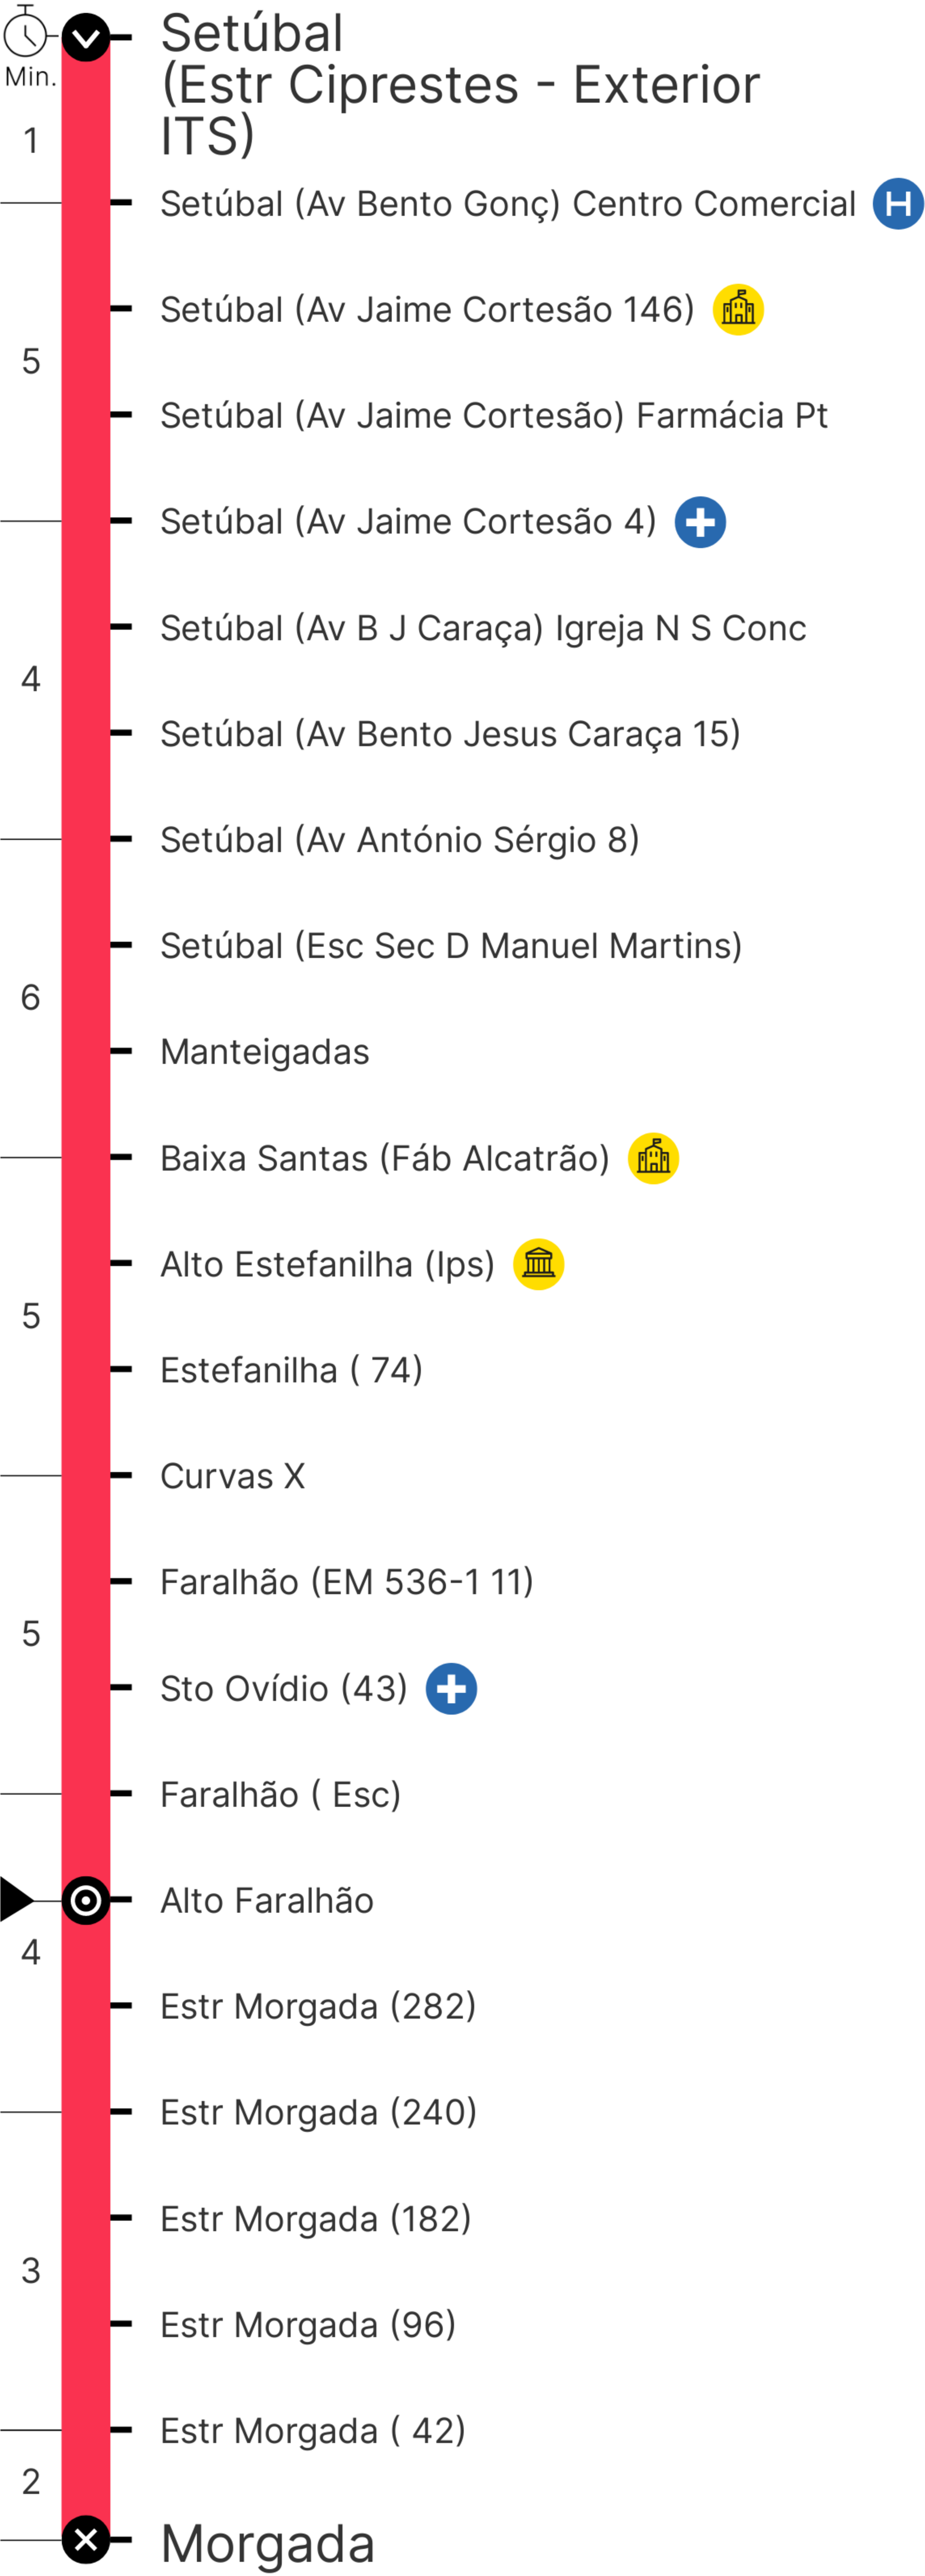 Setúbal
(Estr Ciprestes - Exterior
ITS)
Min.
1
Setúbal (Av Bento Gonç) Centro Comercial H
Setúbal (Av Jaime Cortesão 146)
5
Setúbal (Av Jaime Cortesão) Farmácia Pt
Setúbal (Av Jaime Cortesão 4)
Setúbal (Av B J Caraça) Igreja N S Conc
4
Setúbal (Av Bento Jesus Caraça 15)
Setúbal (Av António Sérgio 8)
Setúbal (Esc Sec D Manuel Martins)
6
Manteigadas
Baixa Santas (Fáb Alcatrão)
Alto Estefanilha (Ips)
5
Estefanilha ( 74)
Curvas X
Faralhão (EM 536-1 11)
5
Sto Ovídio (43)
Faralhão ( Esc)
Alto Faralhão
4
Estr Morgada (282)
Estr Morgada (240)
Estr Morgada (182)
3
Estr Morgada (96)
Estr Morgada ( 42)
2
Morgada